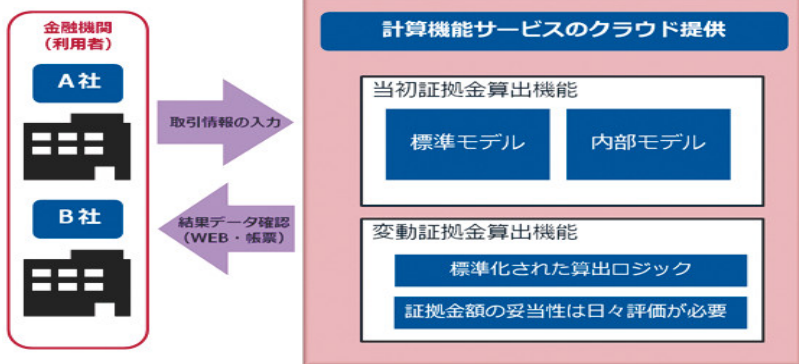 金融機関
(利用者)
A社
B社
取引情報の入力
結果データ確認
(WEB・帳票)
計算機能サービスのクラウド提供
当初証拠金算出機能
標準モデル
内部モデル
変動証拠金算出機能
標準化された算出ロジック
証拠金額の妥当性は日々評価が必要